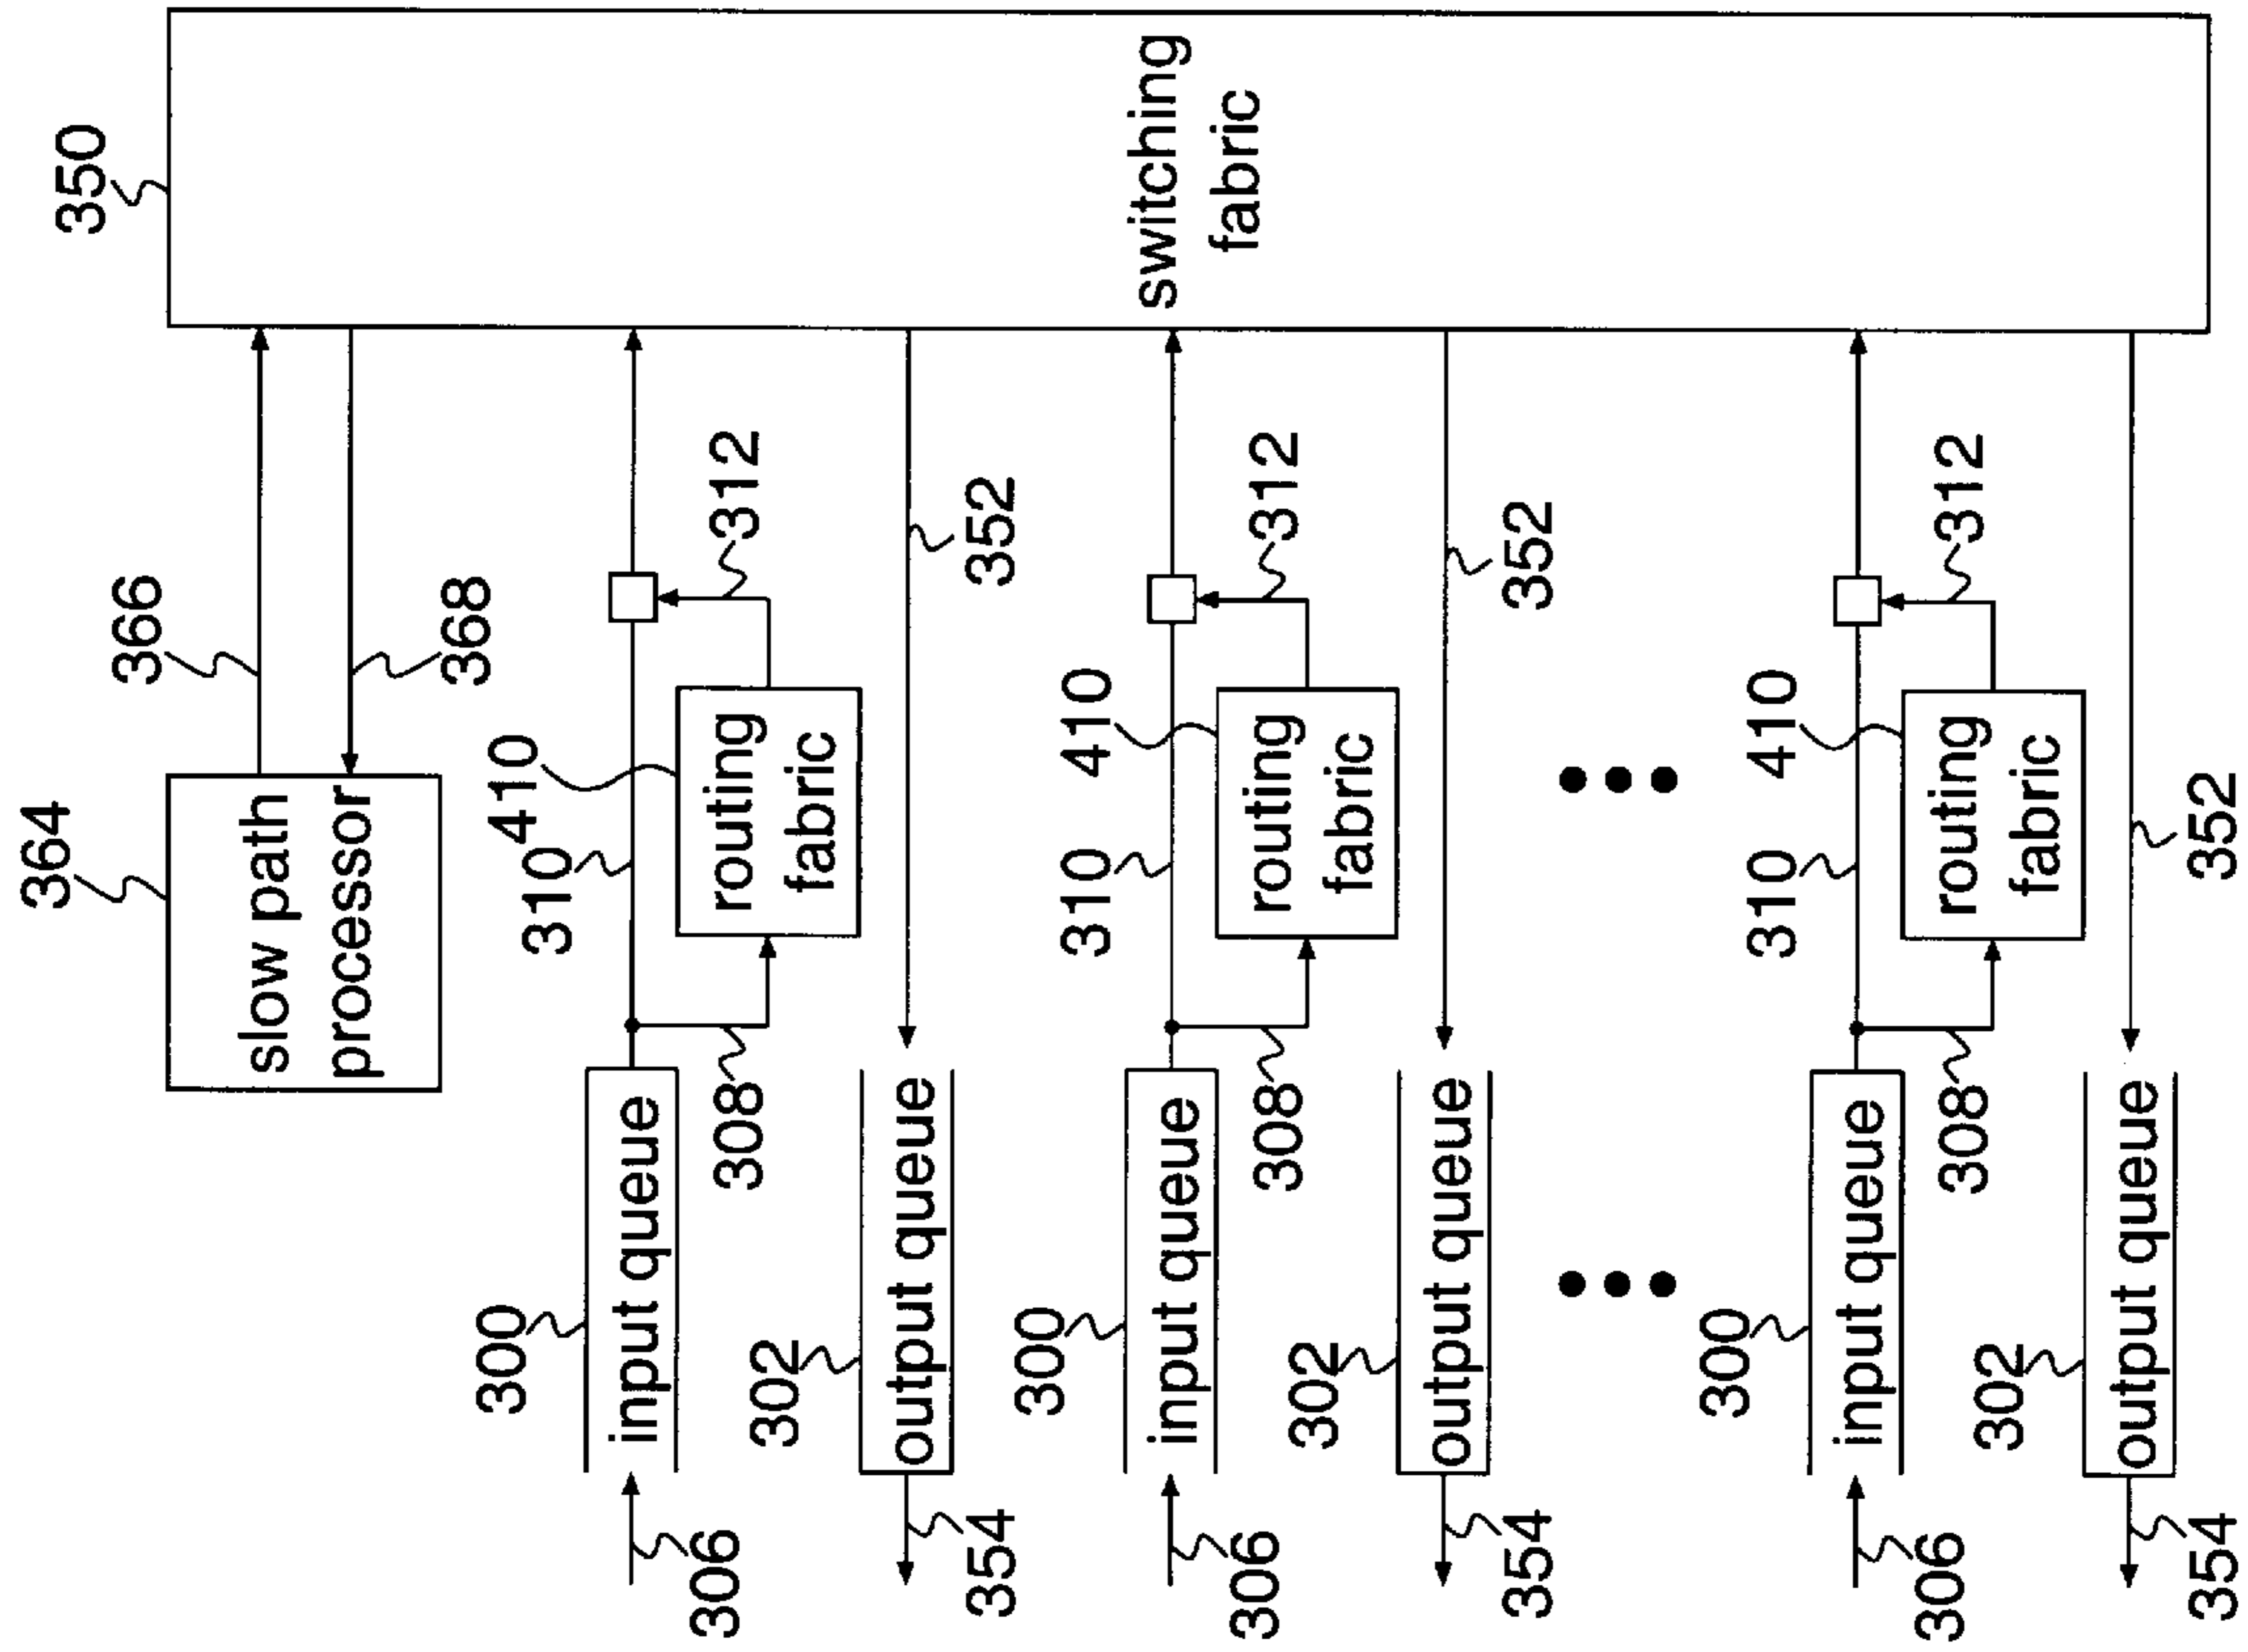 350
switching
fabric
364
slow path
processor
366
368
300
input queue
306
308
310
410
routing
fabric
312
302
output queue
352
354
300
input queue
306
308
310
410
routing
fabric
312
302
output queue
352
354
300
input queue
306
308
310
410
routing
fabric
312
302
output queue
352
354